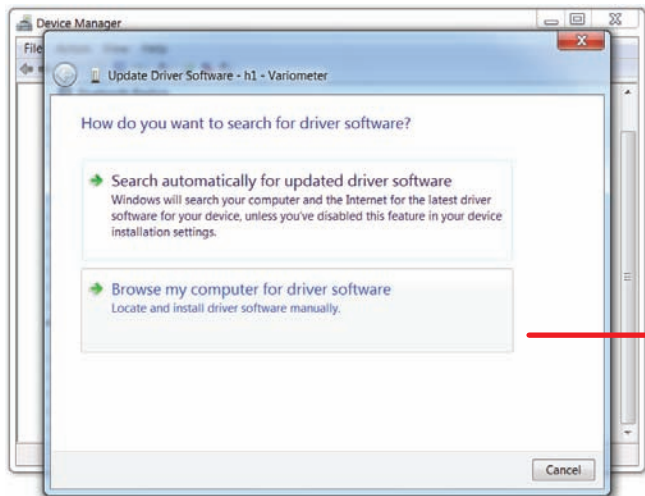 Device Manager
File
Update Driver Software - h1 - Variometer
How do you want to search for driver software?
Search automatically for updated driver software
Windows will search your computer and the Internet for the latest driver
software for your device, unless you've disabled this feature in your device
installation settings.
Browse my computer for driver software
Locate and install driver software manually.
Cancel